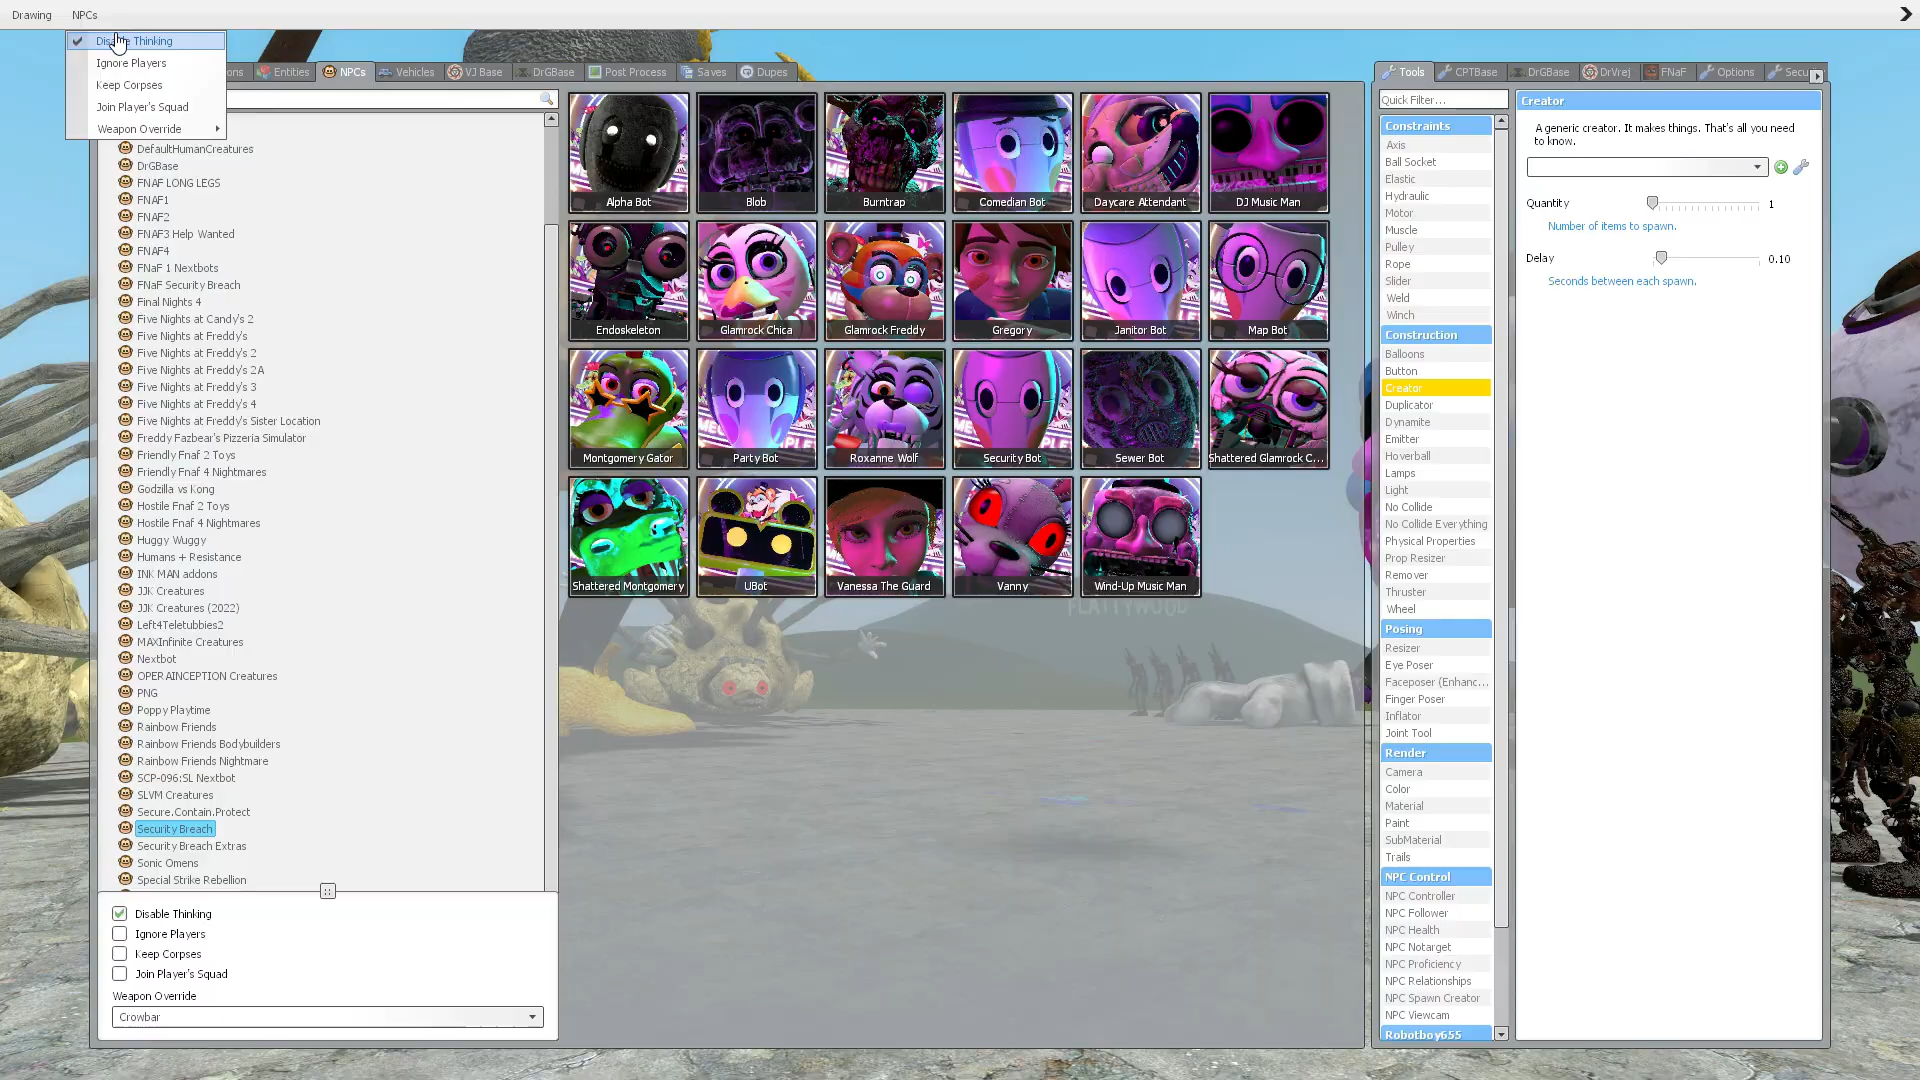 Drawing NPCs
Disable Thinking
Ignore Players
Keep Corpses
Join Player's Squad
Weapon Override
Entities NPCs Vehicles VJ Base DrGBase Post Process Saves Dupes
DefaultHumanCreatures
DrGBase
FNAF LONG LEGS
FNAF1
FNAF2
FNAF3 Help Wanted
FNAF4
FNaF 1 Nextbots
FNaF Security Breach
Final Nights 4
Five Nights at Candy's 2
Five Nights at Freddy's
Five Nights at Freddy's 2
Five Nights at Freddy's 2A
Five Nights at Freddy's 3
Five Nights at Freddy's 4
Five Nights at Freddy's Sister Location
Freddy Fazbear's Pizzeria Simulator
Friendly Fnaf 2 Toys
Friendly Fnaf 4 Nightmares
Godzilla vs Kong
Hostile Fnaf 2 Toys
Hostile Fnaf 4 Nightmares
Huggy Wuggy
Humans + Resistance
INK MAN addons
JJK Creatures
JJK Creatures (2022)
Left4Teletubbies2
MAXInfinite Creatures
Nextbot
OPERAINCEPTION Creatures
PNG
Poppy Playtime
Rainbow Friends
Rainbow Friends Bodybuilders
Rainbow Friends Nightmare
SCP-096:SL Nextbot
SLVM Creatures
Secure.Contain.Protect
Security Breach
Security Breach Extras
Sonic Omens
Special Strike Rebellion
Disable Thinking
Ignore Players
Keep Corpses
Join Player's Squad
Weapon Override
Crowbar
Alpha Bot Blob Burntrap Comedian Bot Daycare Attendant DJ Music Man
Endoskeleton Glamrock Chica Glamrock Freddy Gregory Janitor Bot Map Bot
Montgomery Gator Party Bot Roxanne Wolf Security Bot Sewer Bot Shattered Glamrock C...
Shattered Montgomery UBot Vanessa The Guard Vanny Wind-Up Music Man
FLATTYWOOD
Tools CPTBase DrGBase DrVrej FNaF Options Secu
Quick Filter...
Constraints
Axis
Ball Socket
Elastic
Hydraulic
Motor
Muscle
Pulley
Rope
Slider
Weld
Winch
Construction
Balloons
Button
Creator
Duplicator
Dynamite
Emitter
Hoverball
Lamps
Light
No Collide
No Collide Everything
Physical Properties
Prop Resizer
Remover
Thruster
Wheel
Posing
Resizer
Eye Poser
Faceposer (Enhanc...
Finger Poser
Inflator
Joint Tool
Render
Camera
Color
Material
Paint
SubMaterial
Trails
NPC Control
NPC Controller
NPC Follower
NPC Health
NPC Notarget
NPC Proficiency
NPC Relationships
NPC Spawn Creator
NPC Viewcam
Robotboy655
Creator
A generic creator. It makes things. That's all you need
to know.
Quantity 1
Number of items to spawn.
Delay 0.10
Seconds between each spawn.